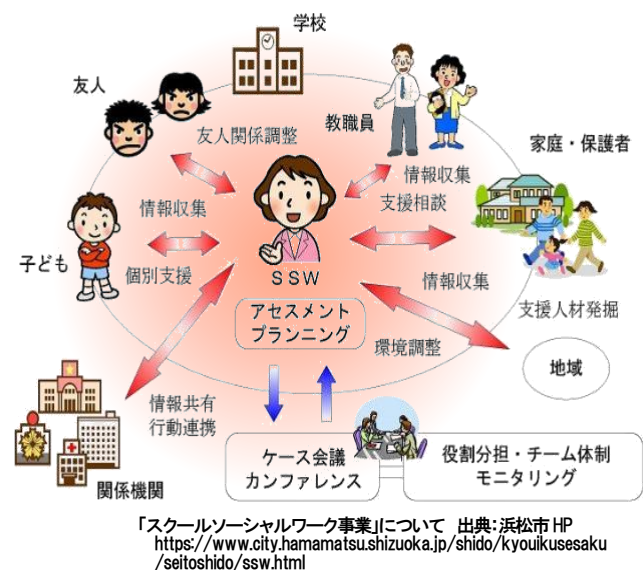 学校
友人
教職員
家庭・保護者
友人関係調整
情報収集
支援相談
情報収集
子ども
個別支援
SSW
情報収集
アセスメント
プランニング
支援人材発掘
環境調整
地域
情報共有
行動連携
関係機関
ケース会議
カンファレンス
役割分担・チーム体制
モニタリング
「スクールソーシャルワーク事業」について 出典:浜松市 HP
https://www.city.hamamatsu.shizuoka.jp/shido/kyouikusesaku
/seitoshido/ssw.html